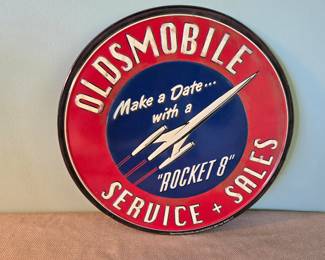 OLDSMOBILE
Make a Date...
with a
"ROCKET 8"
SERVICE + SALES